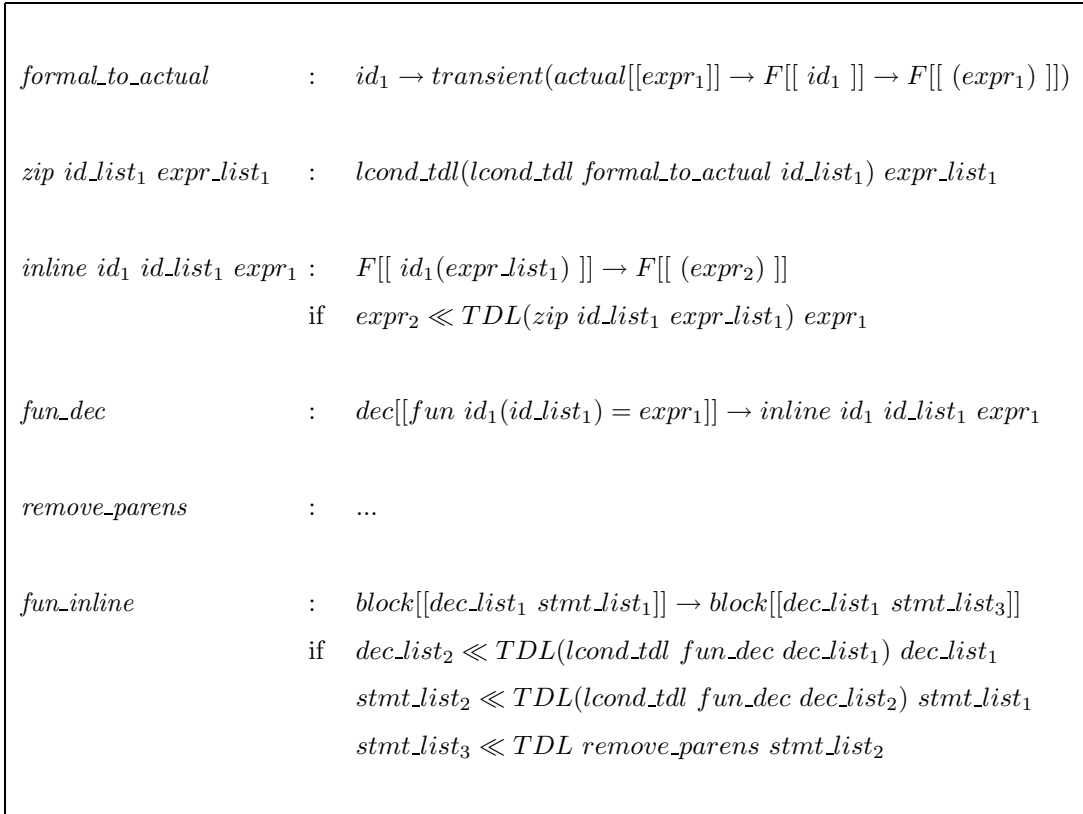 formal_to_actual : id₁ → transient(actual[[expr₁]] → F[[ id₁ ]] → F[[ (expr₁) ]])
zip id_list₁ expr_list₁ : lcond_tdl(lcond_tdl formal_to_actual id_list₁) expr_list₁
inline id₁ id_list₁ expr₁ : F[[ id₁(expr_list₁) ]] → F[[ (expr₂) ]]
if expr₂ ≪ TDL(zip id_list₁ expr_list₁) expr₁
fun_dec : dec[[fun id₁(id_list₁) = expr₁]] → inline id₁ id_list₁ expr₁
remove_parens : ...
fun_inline : block[[dec_list₁ stmt_list₁]] → block[[dec_list₁ stmt_list₃]]
if dec_list₂ ≪ TDL(lcond_tdl fun_dec dec_list₁) dec_list₁
stmt_list₂ ≪ TDL(lcond_tdl fun_dec dec_list₂) stmt_list₁
stmt_list₃ ≪ TDL remove_parens stmt_list₂